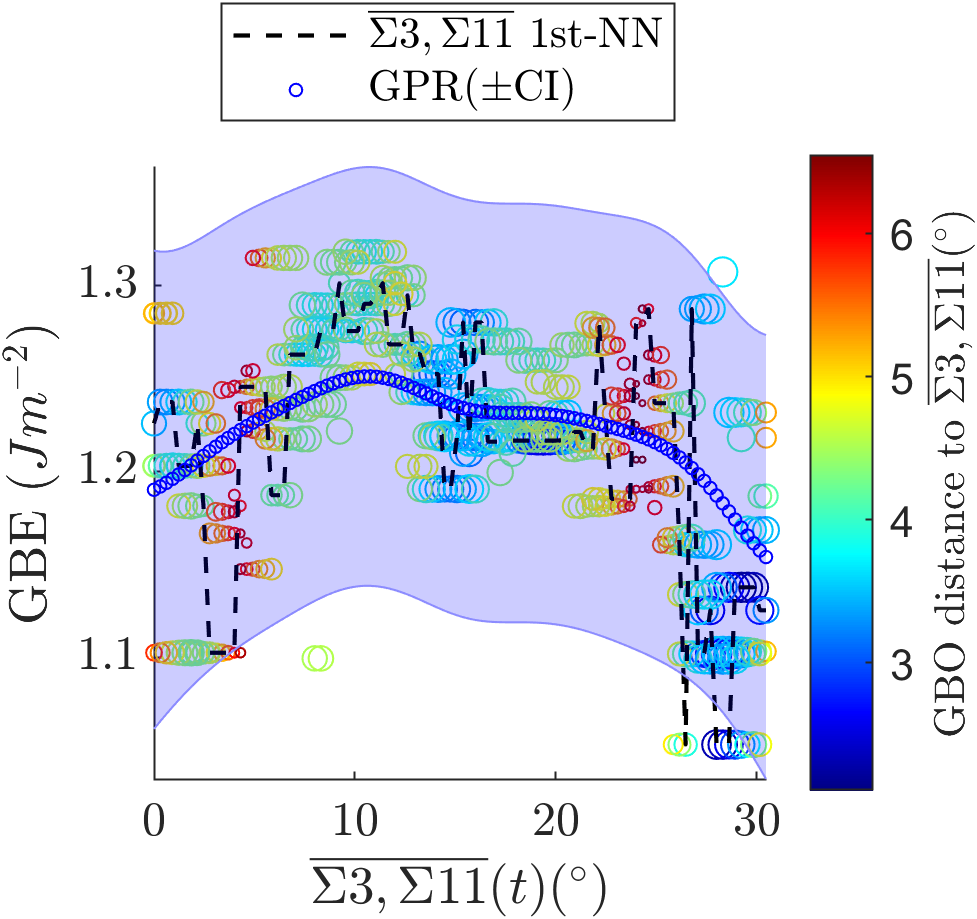 Σ3, Σ11 1st-NN
GPR(±CI)
GBE (Jm⁻²)
1.3
1.2
1.1
0
10
20
30
Σ3, Σ11(t)(°)
6
5
4
3
GBO distance to Σ3, Σ11(°)